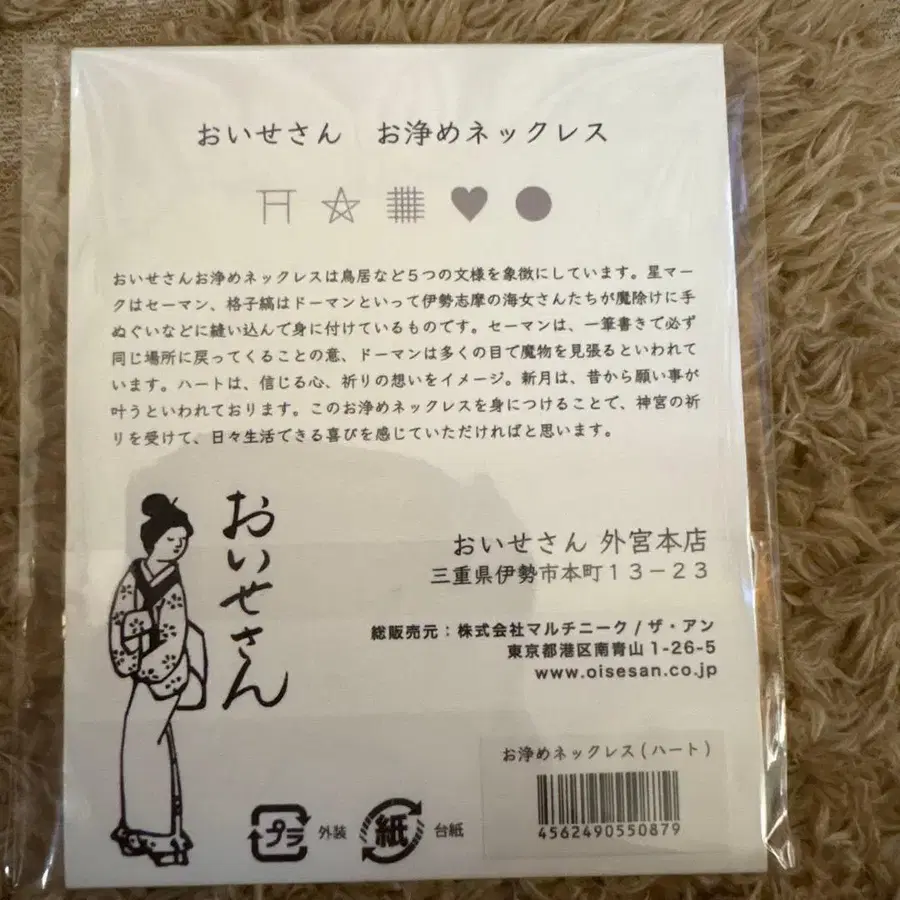 おいせさん　お浄めネックレス
おいせさんお浄めネックレスは鳥居など5つの文様を象徴にしています。星マー
クはセーマン、格子縞はドーマンといって伊勢志摩の海女さんたちが魔除けに手
ぬぐいなどに縫い込んで身に付けているものです。セーマンは、一筆書きで必ず
同じ場所に戻ってくることの意、ドーマンは多くの目で魔物を見張るといわれて
います。ハートは、信じる心、祈りの想いをイメージ。新月は、昔から願い事が
叶うといわれております。このお浄めネックレスを身につけることで、神宮の祈
りを受けて、日々生活できる喜びを感じていただければと思います。
おいせさん
おいせさん 外宮本店
三重県伊勢市本町13－23
総販売元：株式会社マルチニーク/ザ・アン
東京都港区南青山1-26-5
www.oisesan.co.jp
お浄めネックレス(ハート)
4562490550879
プラ 外装 紙 台紙